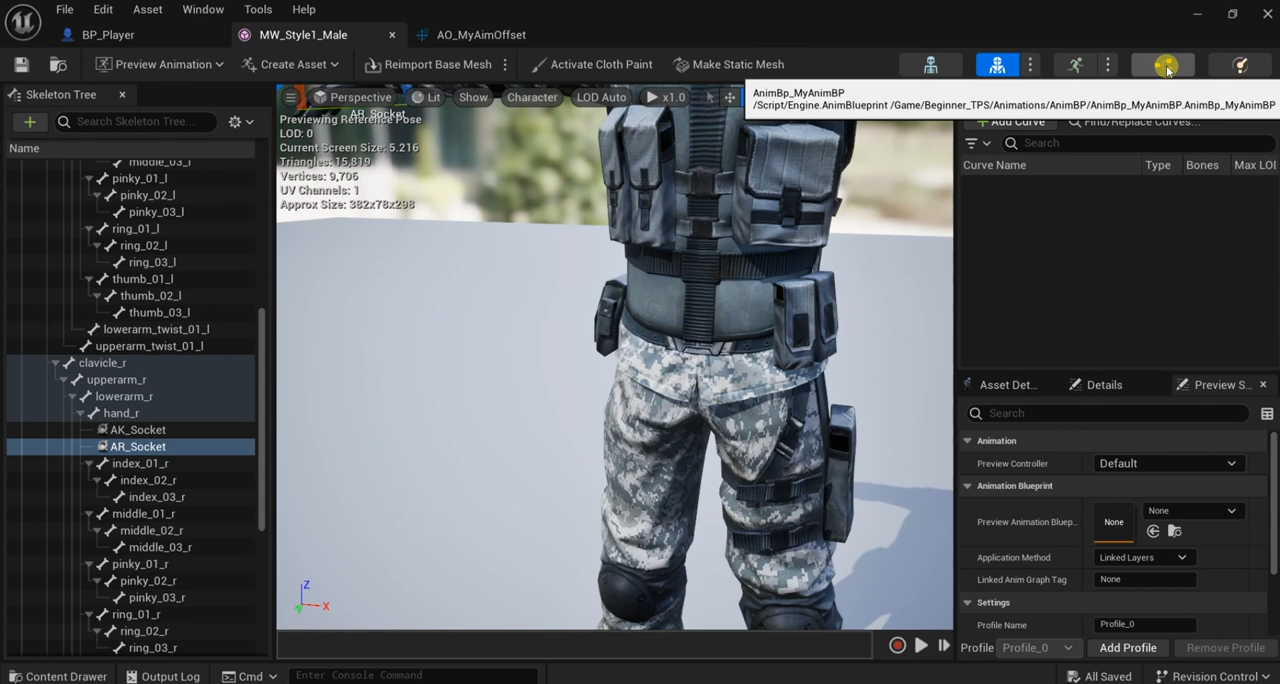 File Edit Asset Window Tools Help
BP_Player
MW_Style1_Male
AO_MyAimOffset
Preview Animation
Create Asset
Reimport Base Mesh
Activate Cloth Paint
Make Static Mesh
AnimBp_MyAnimBP
/Script/Engine.AnimBlueprint /Game/Beginner_TPS/Animations/AnimBP/AnimBp_MyAnimBP.AnimBp_MyAnimBP
Skeleton Tree
Search Skeleton Tree...
Name
middle_03_l
pinky_01_l
pinky_02_l
pinky_03_l
ring_01_l
ring_02_l
ring_03_l
thumb_01_l
thumb_02_l
thumb_03_l
lowerarm_twist_01_l
upperarm_twist_01_l
clavicle_r
upperarm_r
lowerarm_r
hand_r
AK_Socket
AR_Socket
index_01_r
index_02_r
index_03_r
middle_01_r
middle_02_r
middle_03_r
pinky_01_r
pinky_02_r
pinky_03_r
ring_01_r
ring_02_r
ring_03_r
Perspective Lit Show Character LOD Auto x1.0
AR_Socket
Previewing Reference Pose
LOD: 0
Current Screen Size: 5.216
Triangles: 15,819
Vertices: 9,706
UV Channels: 1
Approx Size: 382x78x298
Z
X
Add Curve Find/Replace Curves...
Search
Curve Name Type Bones Max LOI
Asset Det... Details Preview S...
Search
Animation
Preview Controller Default
Animation Blueprint
Preview Animation Bluep... None None
Application Method Linked Layers
Linked Anim Graph Tag None
Settings
Profile Name Profile_0
Profile Profile_0 Add Profile Remove Profile
Content Drawer Output Log Cmd Enter Console Command All Saved Revision Control